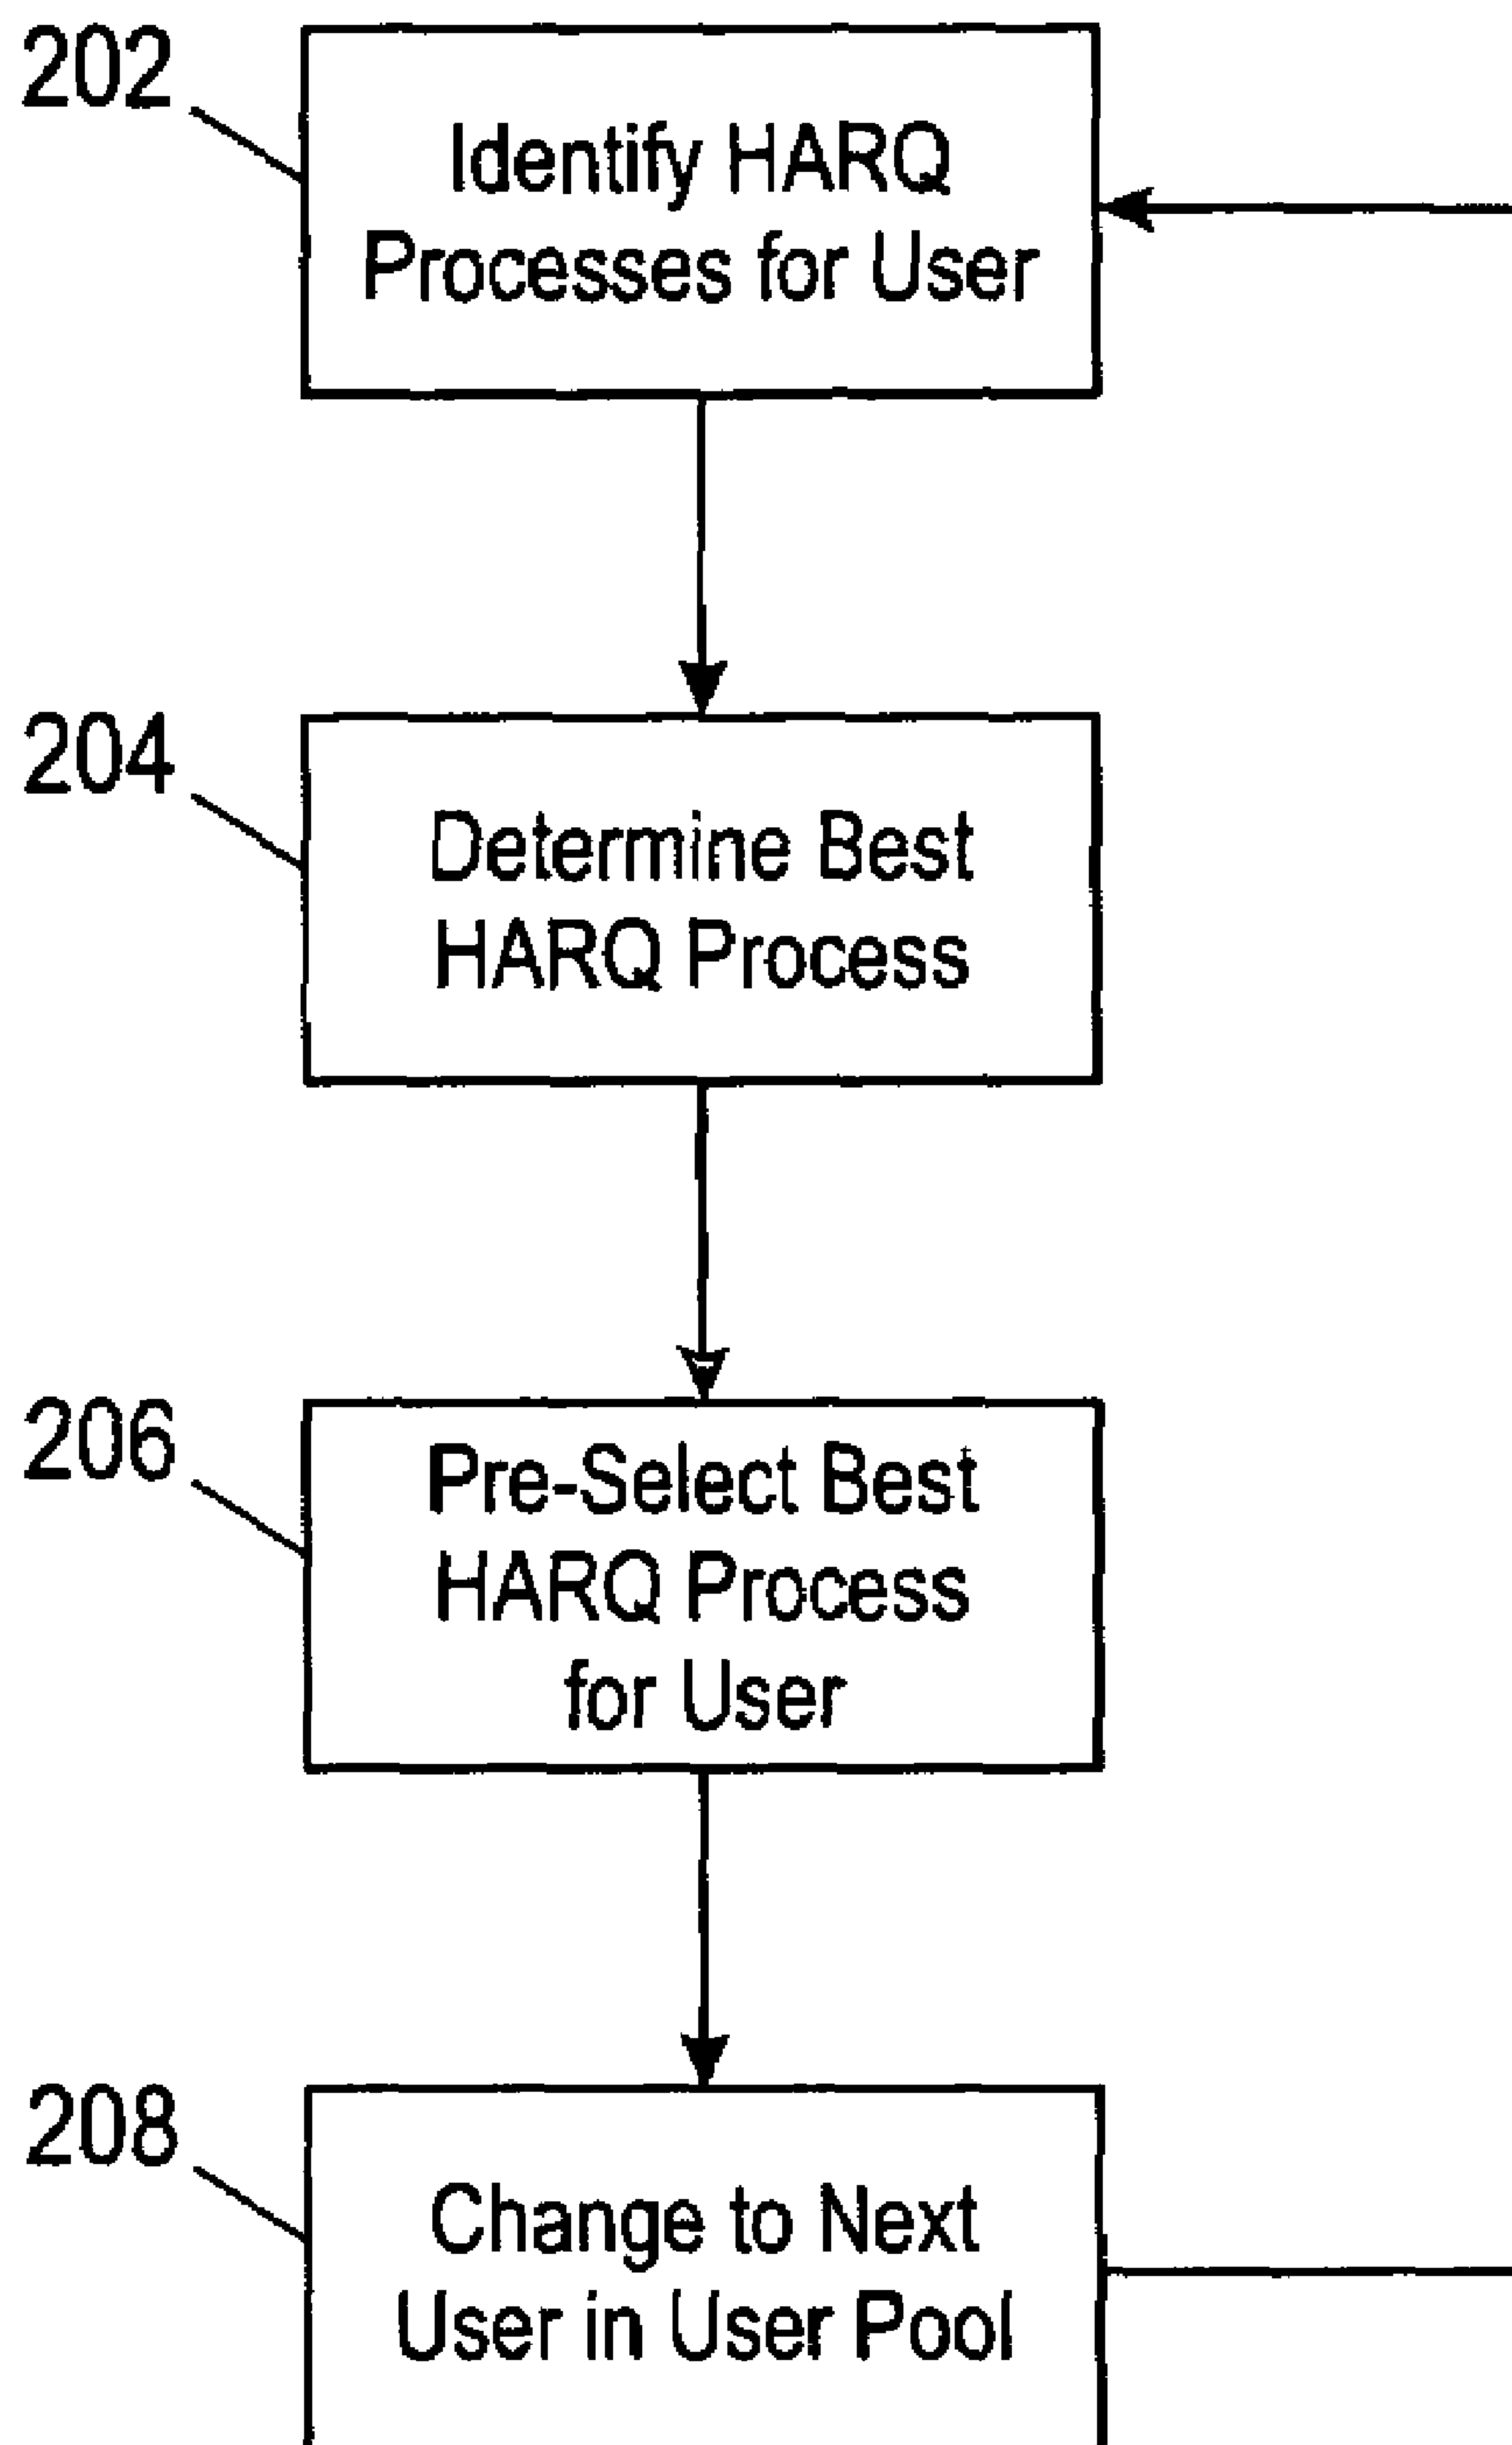 202
Identify HARQ
Processes for User
204
Determine Best
HARQ Process
206
Pre-Select Best
HARQ Process
for User
208
Change to Next
User in User Pool